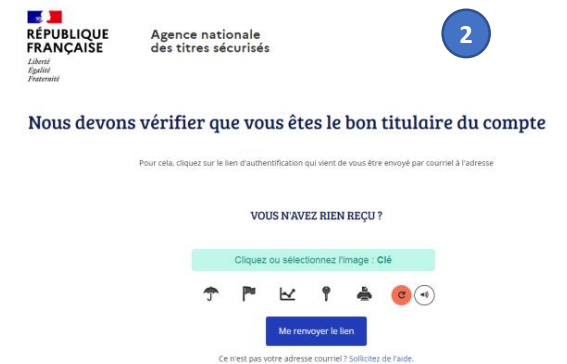 RÉPUBLIQUE
FRANÇAISE
Liberté
Égalité
Fraternité
Agence nationale
des titres sécurisés
2
Nous devons vérifier que vous êtes le bon titulaire du compte
Pour cela, cliquez sur le lien d'authentification qui vient de vous être envoyé par courriel à l'adresse
VOUS N'AVEZ RIEN REÇU ?
Cliquez ou sélectionnez l'image : Clé
Me renvoyer le lien
Ce n'est pas votre adresse courriel ? Sollicitez de l'aide.